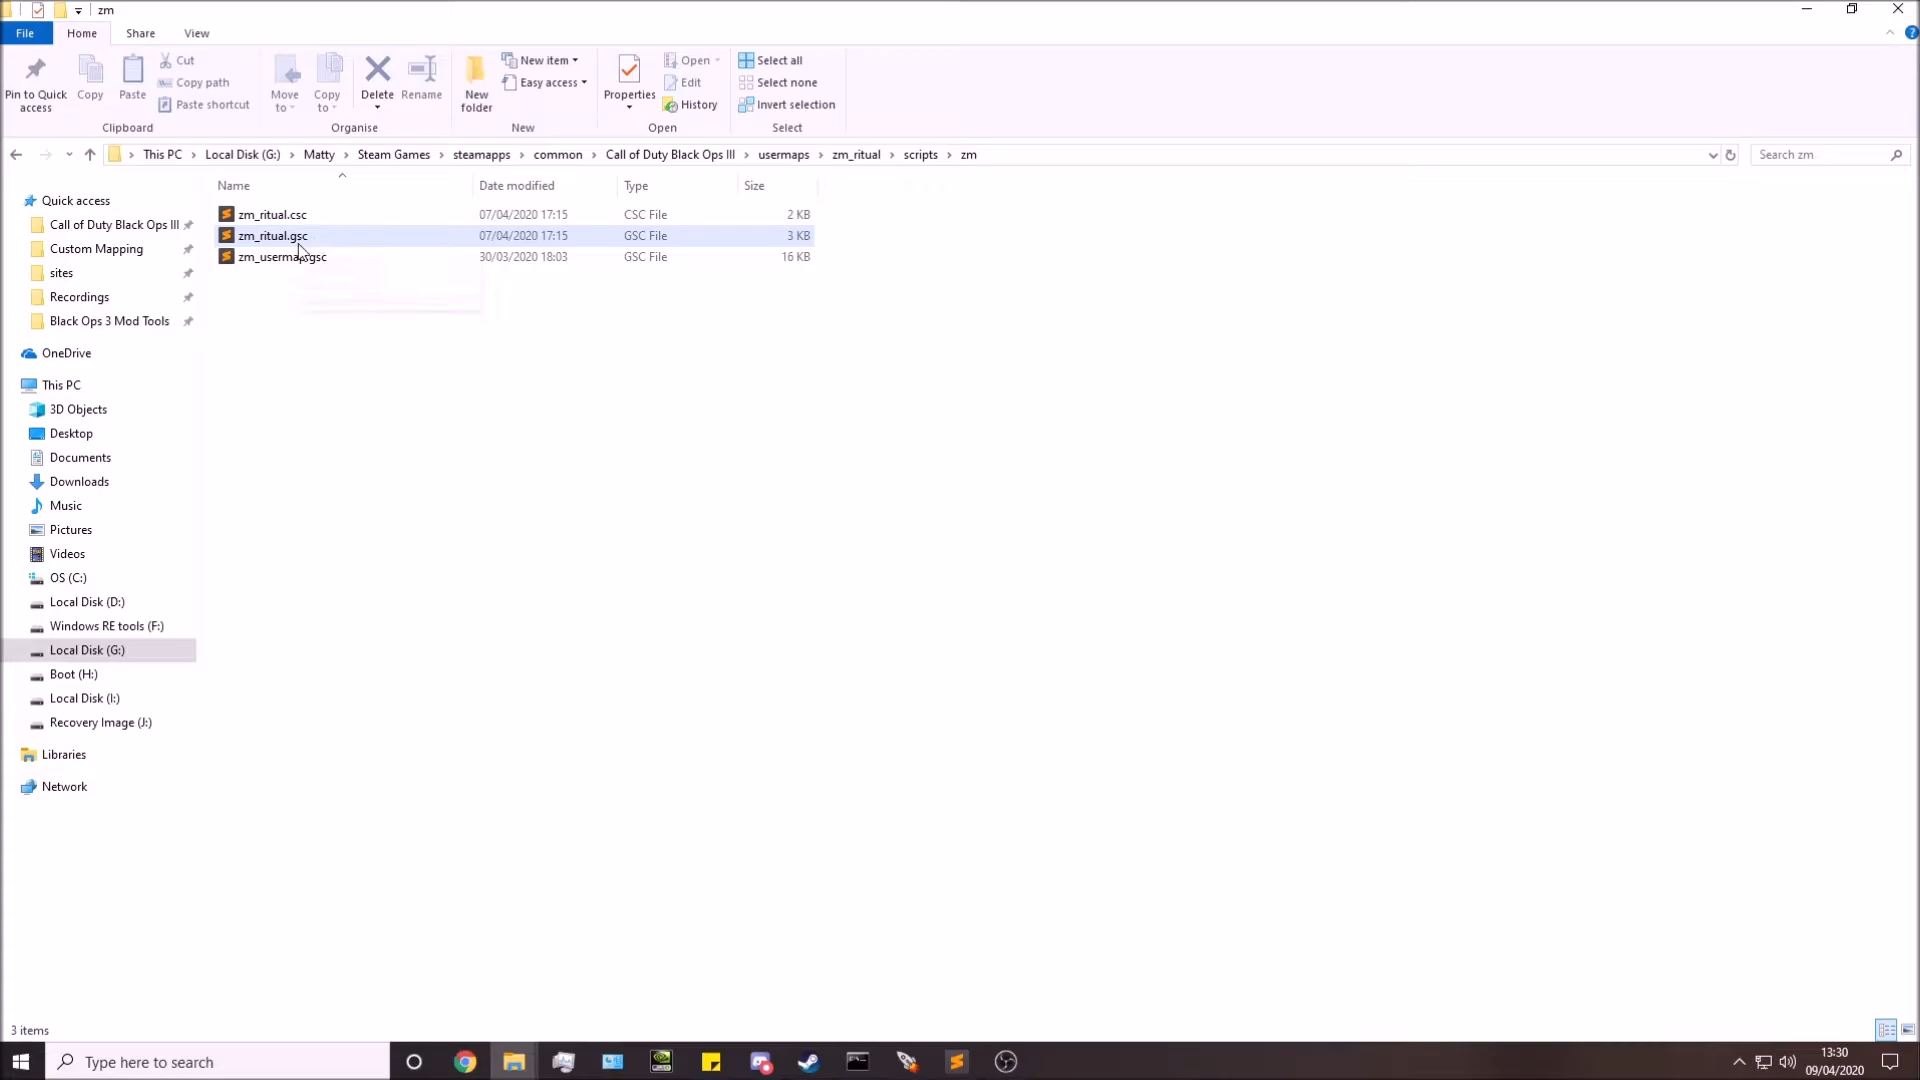 zm
File Home Share View
Pin to Quick access
Copy
Paste
Cut
Copy path
Paste shortcut
Clipboard
Move to
Copy to
Delete
Rename
Organise
New folder
New item
Easy access
New
Properties
Open
Edit
History
Open
Select all
Select none
Invert selection
Select
This PC > Local Disk (G:) > Matty > Steam Games > steamapps > common > Call of Duty Black Ops III > usermaps > zm_ritual > scripts > zm
Search zm
Name Date modified Type Size
zm_ritual.csc 07/04/2020 17:15 CSC File 2 KB
zm_ritual.gsc 07/04/2020 17:15 GSC File 3 KB
zm_usermap.gsc 30/03/2020 18:03 GSC File 16 KB
Quick access
Call of Duty Black Ops III
Custom Mapping
sites
Recordings
Black Ops 3 Mod Tools
OneDrive
This PC
3D Objects
Desktop
Documents
Downloads
Music
Pictures
Videos
OS (C:)
Local Disk (D:)
Windows RE tools (F:)
Local Disk (G:)
Boot (H:)
Local Disk (I:)
Recovery Image (J:)
Libraries
Network
3 items
Type here to search
13:30
09/04/2020